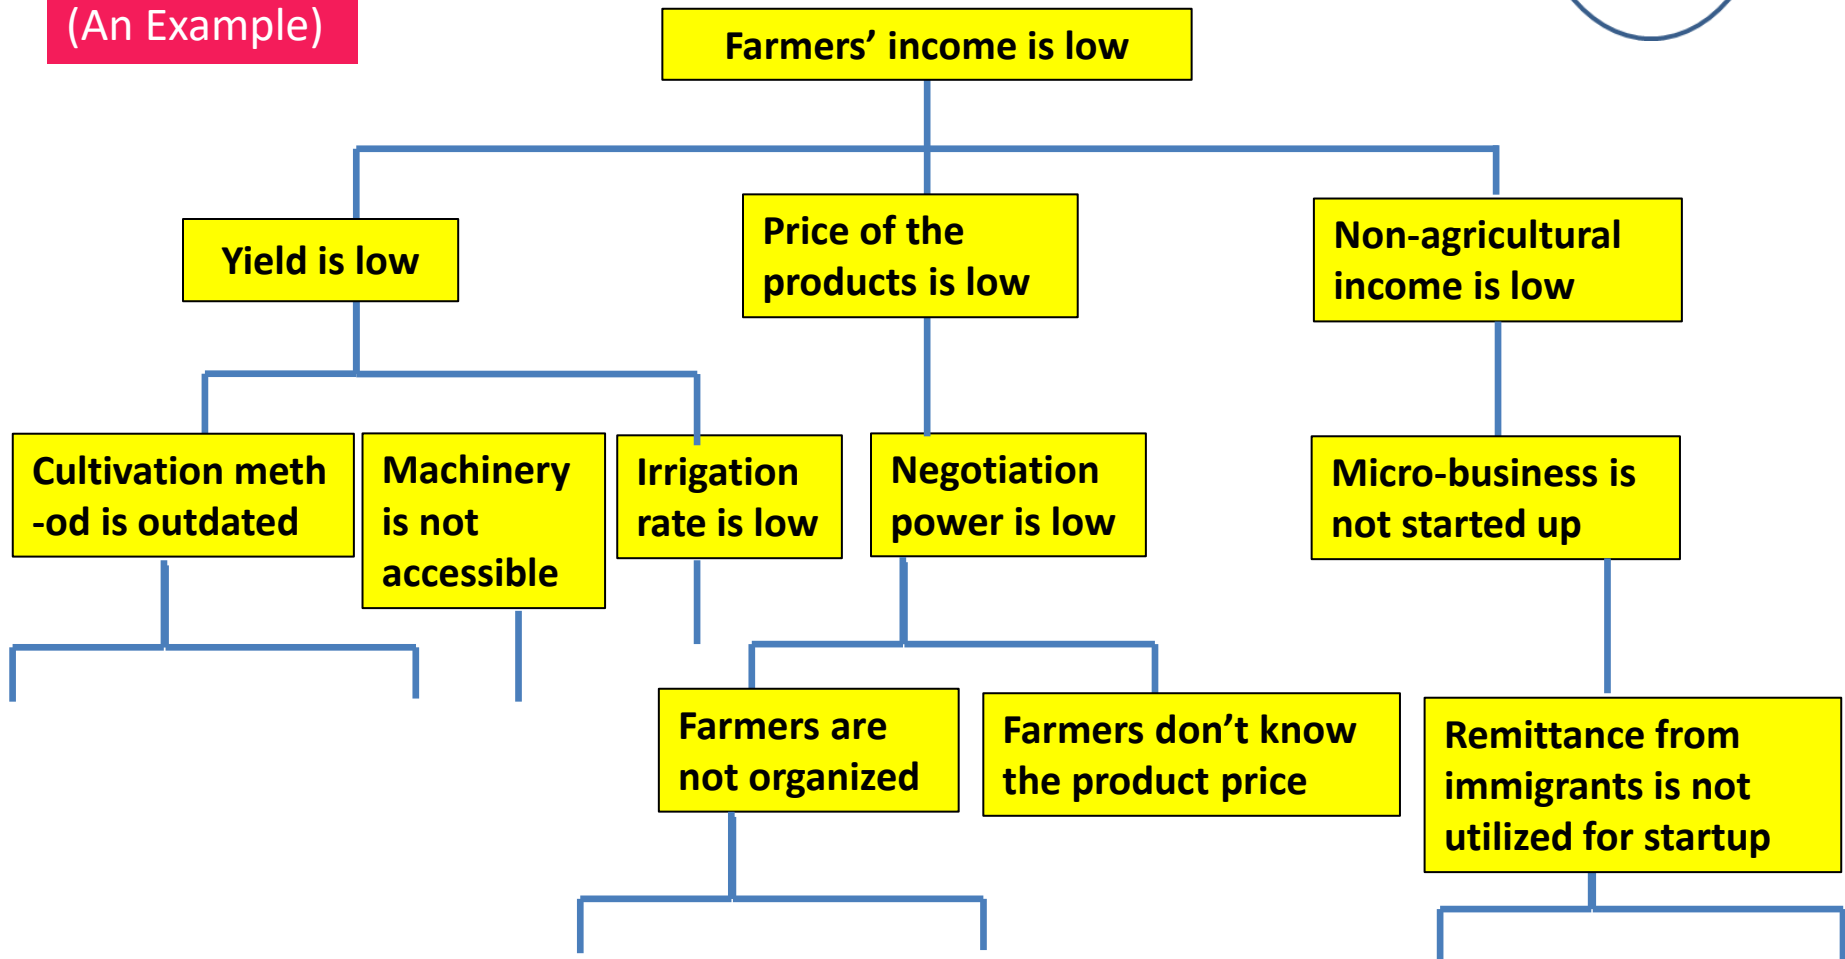 (An Example)
Farmers’ income is low
Yield is low
Price of the
products is low
Non-agricultural
income is low
Cultivation meth
-od is outdated
Machinery
is not
accessible
Irrigation
rate is low
Negotiation
power is low
Micro-business is
not started up
Farmers are
not organized
Farmers don’t know
the product price
Remittance from
immigrants is not
utilized for startup